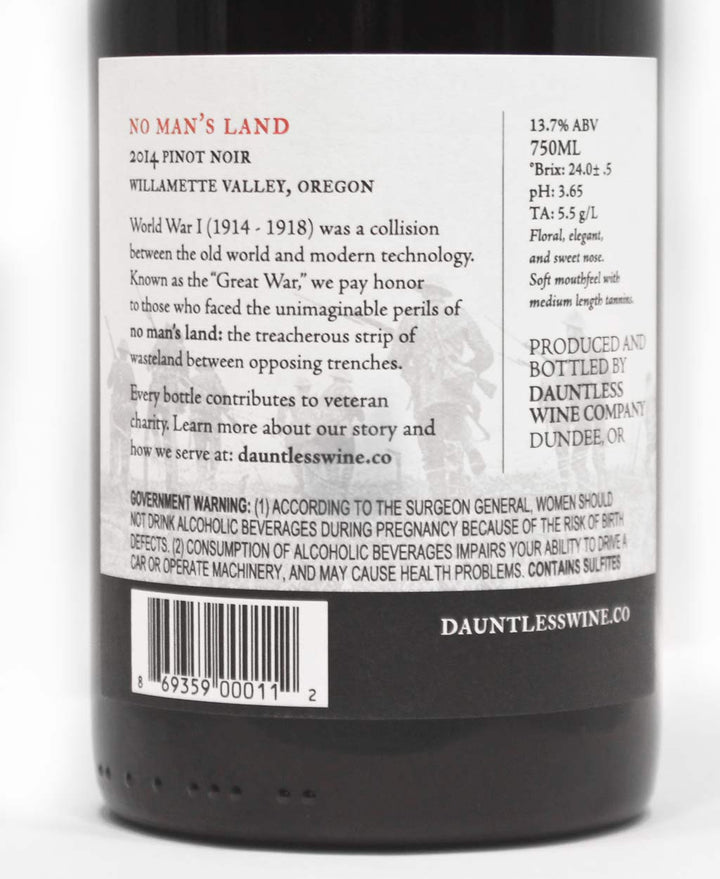 NO MAN'S LAND
2014 PINOT NOIR
WILLAMETTE VALLEY, OREGON
World War I (1914 - 1918) was a collision
between the old world and modern technology.
Known as the "Great War," we pay honor
to those who faced the unimaginable perils of
no man's land: the treacherous strip of
wasteland between opposing trenches.
Every bottle contributes to veteran
charity. Learn more about our story and
how we serve at: dauntlesswine.co
13.7% ABV
750ML
°Brix: 24.0± .5
pH: 3.65
TA: 5.5 g/L
Floral, elegant,
and sweet nose.
Soft mouthfeel with
medium length tannins.
PRODUCED AND
BOTTLED BY
DAUNTLESS
WINE COMPANY
DUNDEE, OR
GOVERNMENT WARNING: (1) ACCORDING TO THE SURGEON GENERAL, WOMEN SHOULD
NOT DRINK ALCOHOLIC BEVERAGES DURING PREGNANCY BECAUSE OF THE RISK OF BIRTH
DEFECTS. (2) CONSUMPTION OF ALCOHOLIC BEVERAGES IMPAIRS YOUR ABILITY TO DRIVE A
CAR OR OPERATE MACHINERY, AND MAY CAUSE HEALTH PROBLEMS. CONTAINS SULFITES
DAUNTLESSWINE.CO
8 69359 00011 2